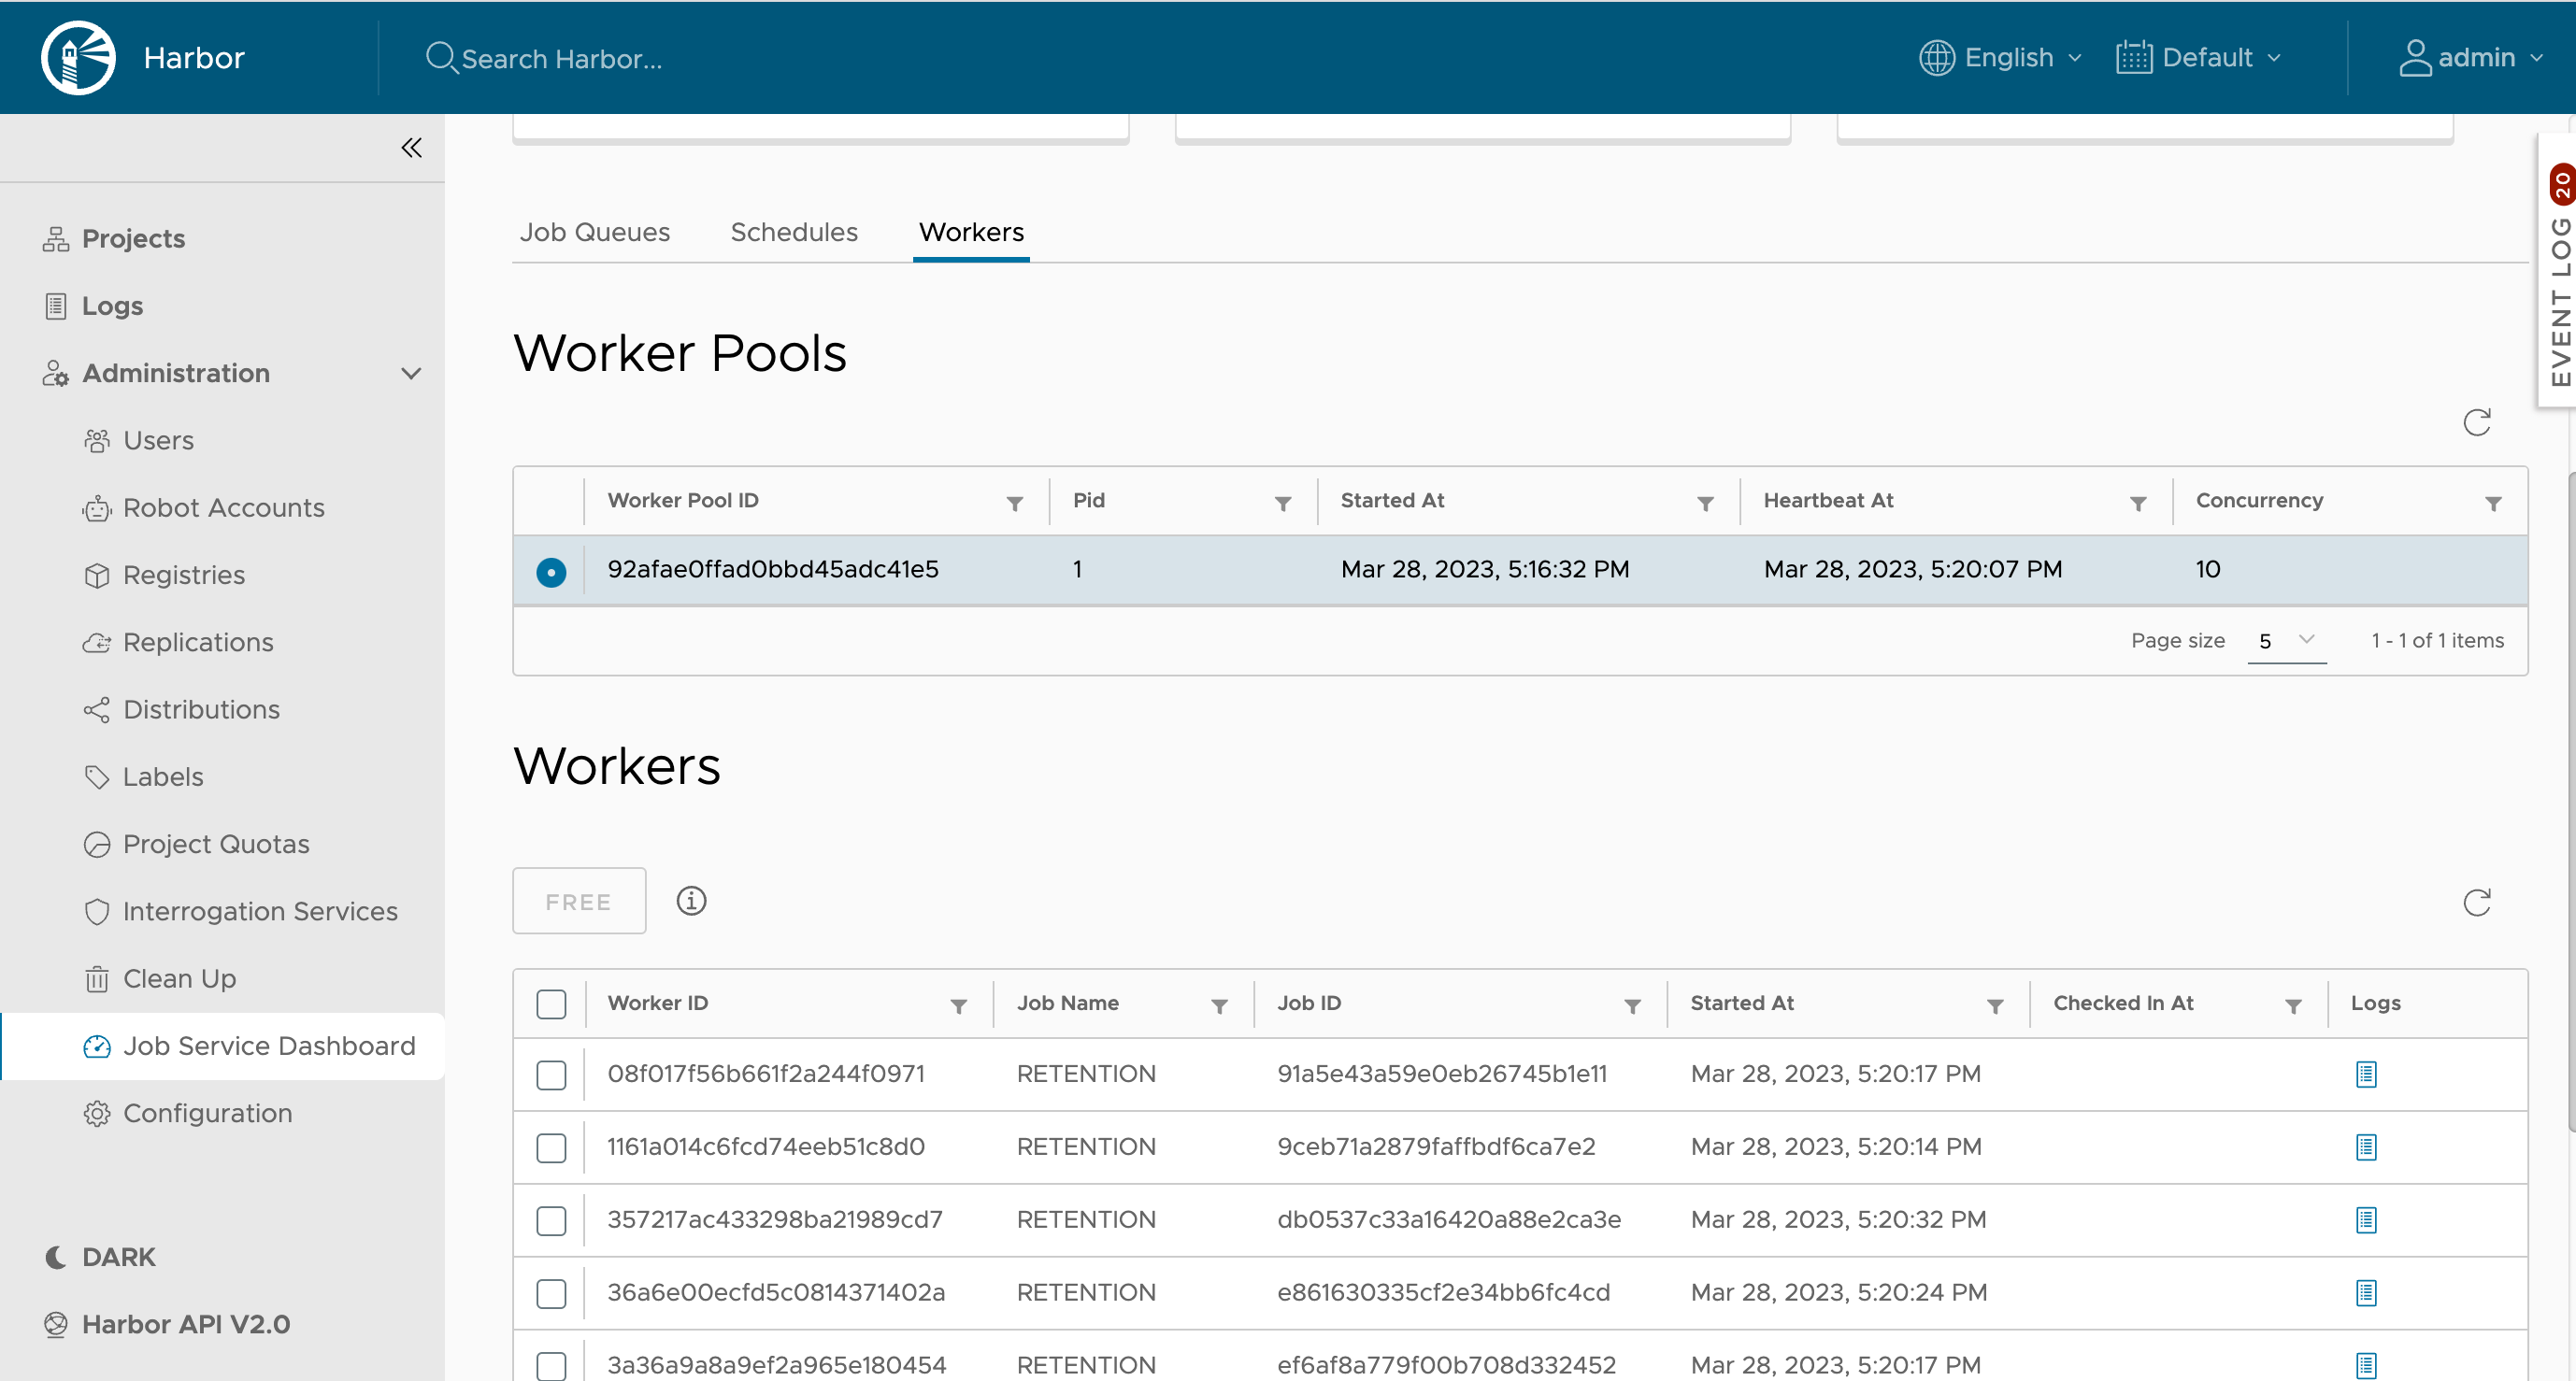 Harbor
Search Harbor...
English
Default
admin
EVENT LOG 20
Projects
Logs
Administration
Users
Robot Accounts
Registries
Replications
Distributions
Labels
Project Quotas
Interrogation Services
Clean Up
Job Service Dashboard
Configuration
DARK
Harbor API V2.0
Job Queues Schedules Workers
Worker Pools
Worker Pool ID Pid Started At Heartbeat At Concurrency
92afae0ffad0bbd45adc41e5 1 Mar 28, 2023, 5:16:32 PM Mar 28, 2023, 5:20:07 PM 10
Page size 5 1 - 1 of 1 items
Workers
FREE
Worker ID Job Name Job ID Started At Checked In At Logs
08f017f56b661f2a244f0971 RETENTION 91a5e43a59e0eb26745b1e11 Mar 28, 2023, 5:20:17 PM
1161a014c6fcd74eeb51c8d0 RETENTION 9ceb71a2879faffbdf6ca7e2 Mar 28, 2023, 5:20:14 PM
357217ac433298ba21989cd7 RETENTION db0537c33a16420a88e2ca3e Mar 28, 2023, 5:20:32 PM
36a6e00ecfd5c0814371402a RETENTION e861630335cf2e34bb6fc4cd Mar 28, 2023, 5:20:24 PM
3a36a9a8a9ef2a965e180454 RETENTION ef6af8a779f00b708d332452 Mar 28, 2023, 5:20:17 PM